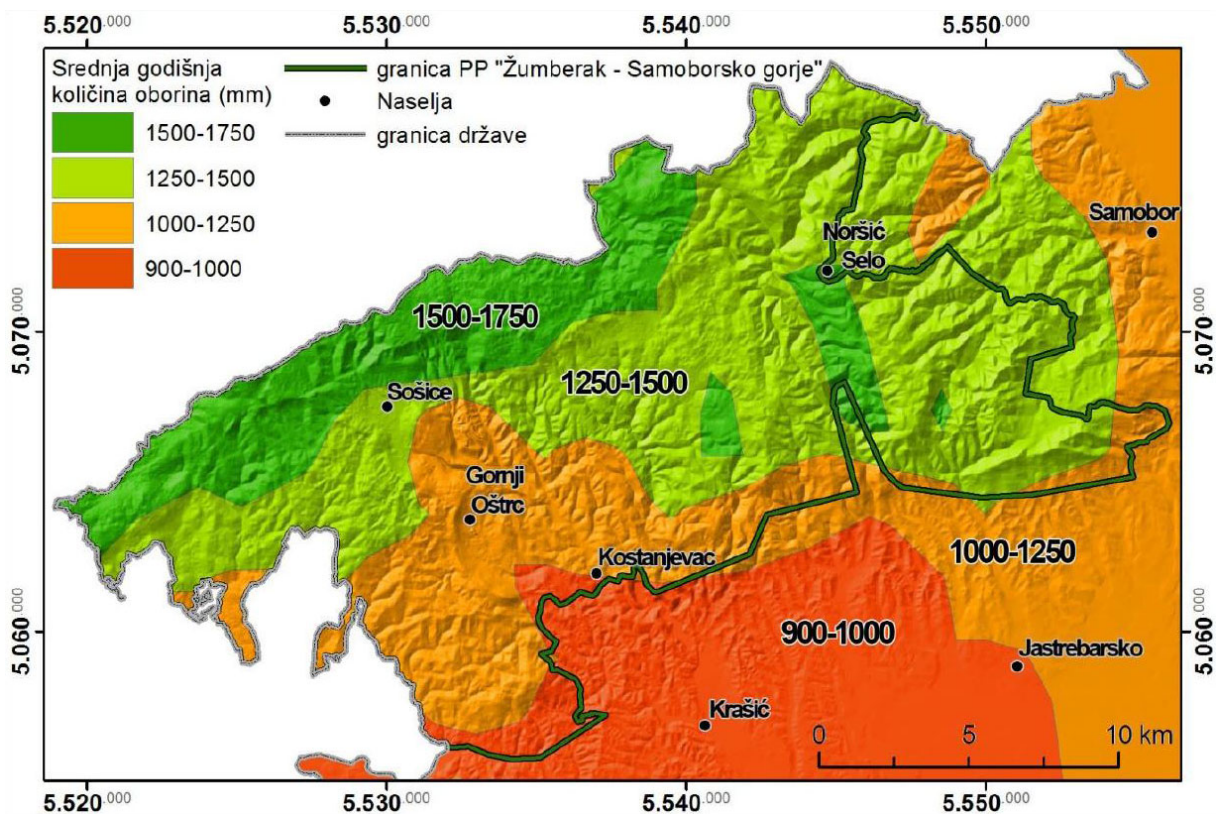 5.520.000 5.530.000 5.540.000 5.550.000
Srednja godišnja
količina oborina (mm)
1500-1750
1250-1500
1000-1250
900-1000
granica PP "Žumberak - Samoborsko gorje"
Naselja
granica države
Samobor
Noršić
Selo
1500-1750
5.070.000 5.070.000
1250-1500
Sošice
Gornji
Oštrc
Kostanjevac
1000-1250
900-1000
5.060.000 5.060.000
Jastrebarsko
Krašić
0 5 10 km
5.520.000 5.530.000 5.540.000 5.550.000